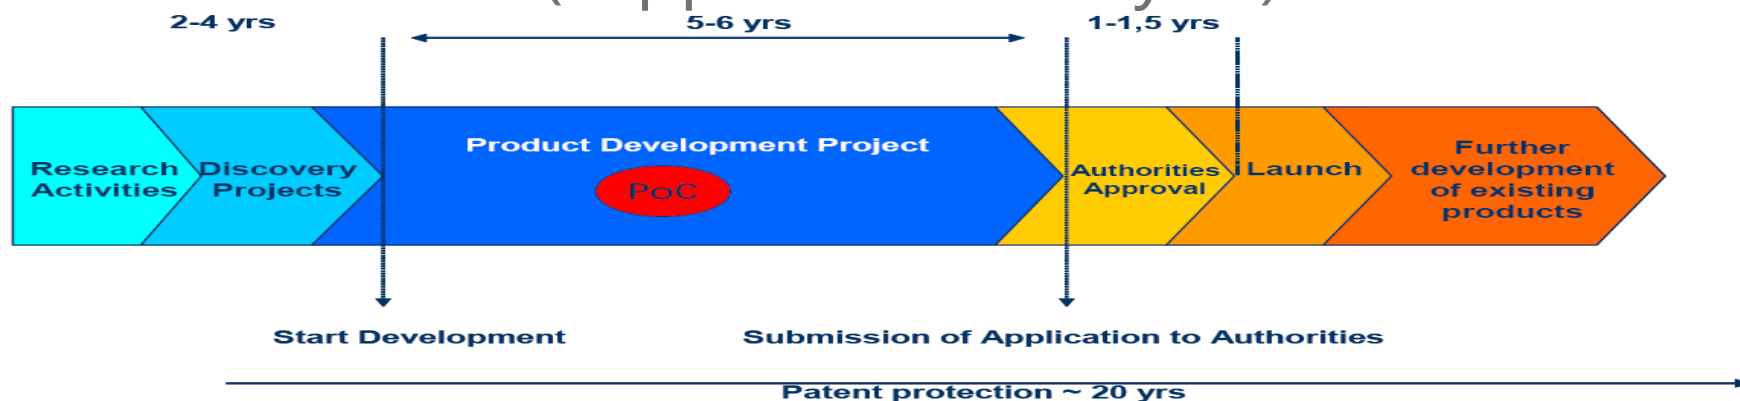 2-4 yrs
5-6 yrs
1-1,5 yrs
Research
Activities
Discovery
Projects
Product Development Project
PoC
Authorities
Approval
Launch
Further
development
of existing
products
Start Development
Submission of Application to Authorities
Patent protection ~ 20 yrs